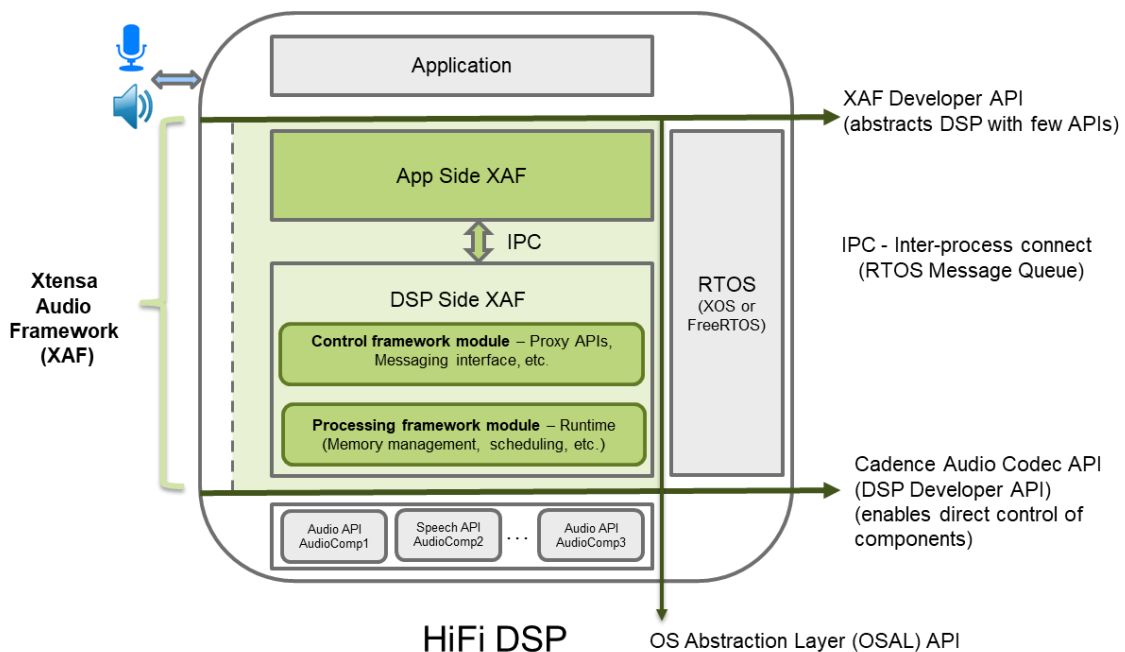 Application
XAF Developer API
(abstracts DSP with few APIs)
App Side XAF
IPC
IPC - Inter-process connect
(RTOS Message Queue)
Xtensa
Audio
Framework
(XAF)
DSP Side XAF
Control framework module – Proxy APIs,
Messaging interface, etc.
Processing framework module – Runtime
(Memory management, scheduling, etc.)
RTOS
(XOS or
FreeRTOS)
Cadence Audio Codec API
(DSP Developer API)
(enables direct control of
components)
Audio API
AudioComp1
Speech API
AudioComp2
...
Audio API
AudioComp3
HiFi DSP
OS Abstraction Layer (OSAL) API